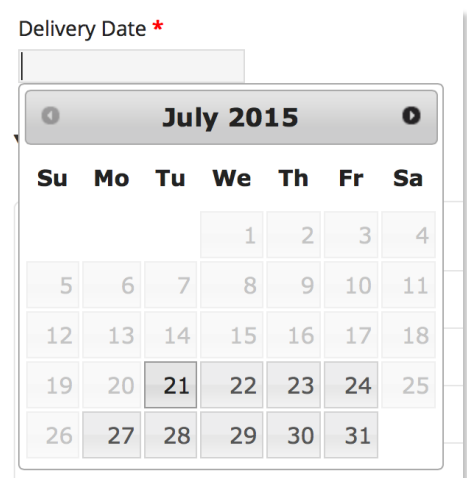 Delivery Date *
July 2015
Su Mo Tu We Th Fr Sa
1 2 3 4
5 6 7 8 9 10 11
12 13 14 15 16 17 18
19 20 21 22 23 24 25
26 27 28 29 30 31